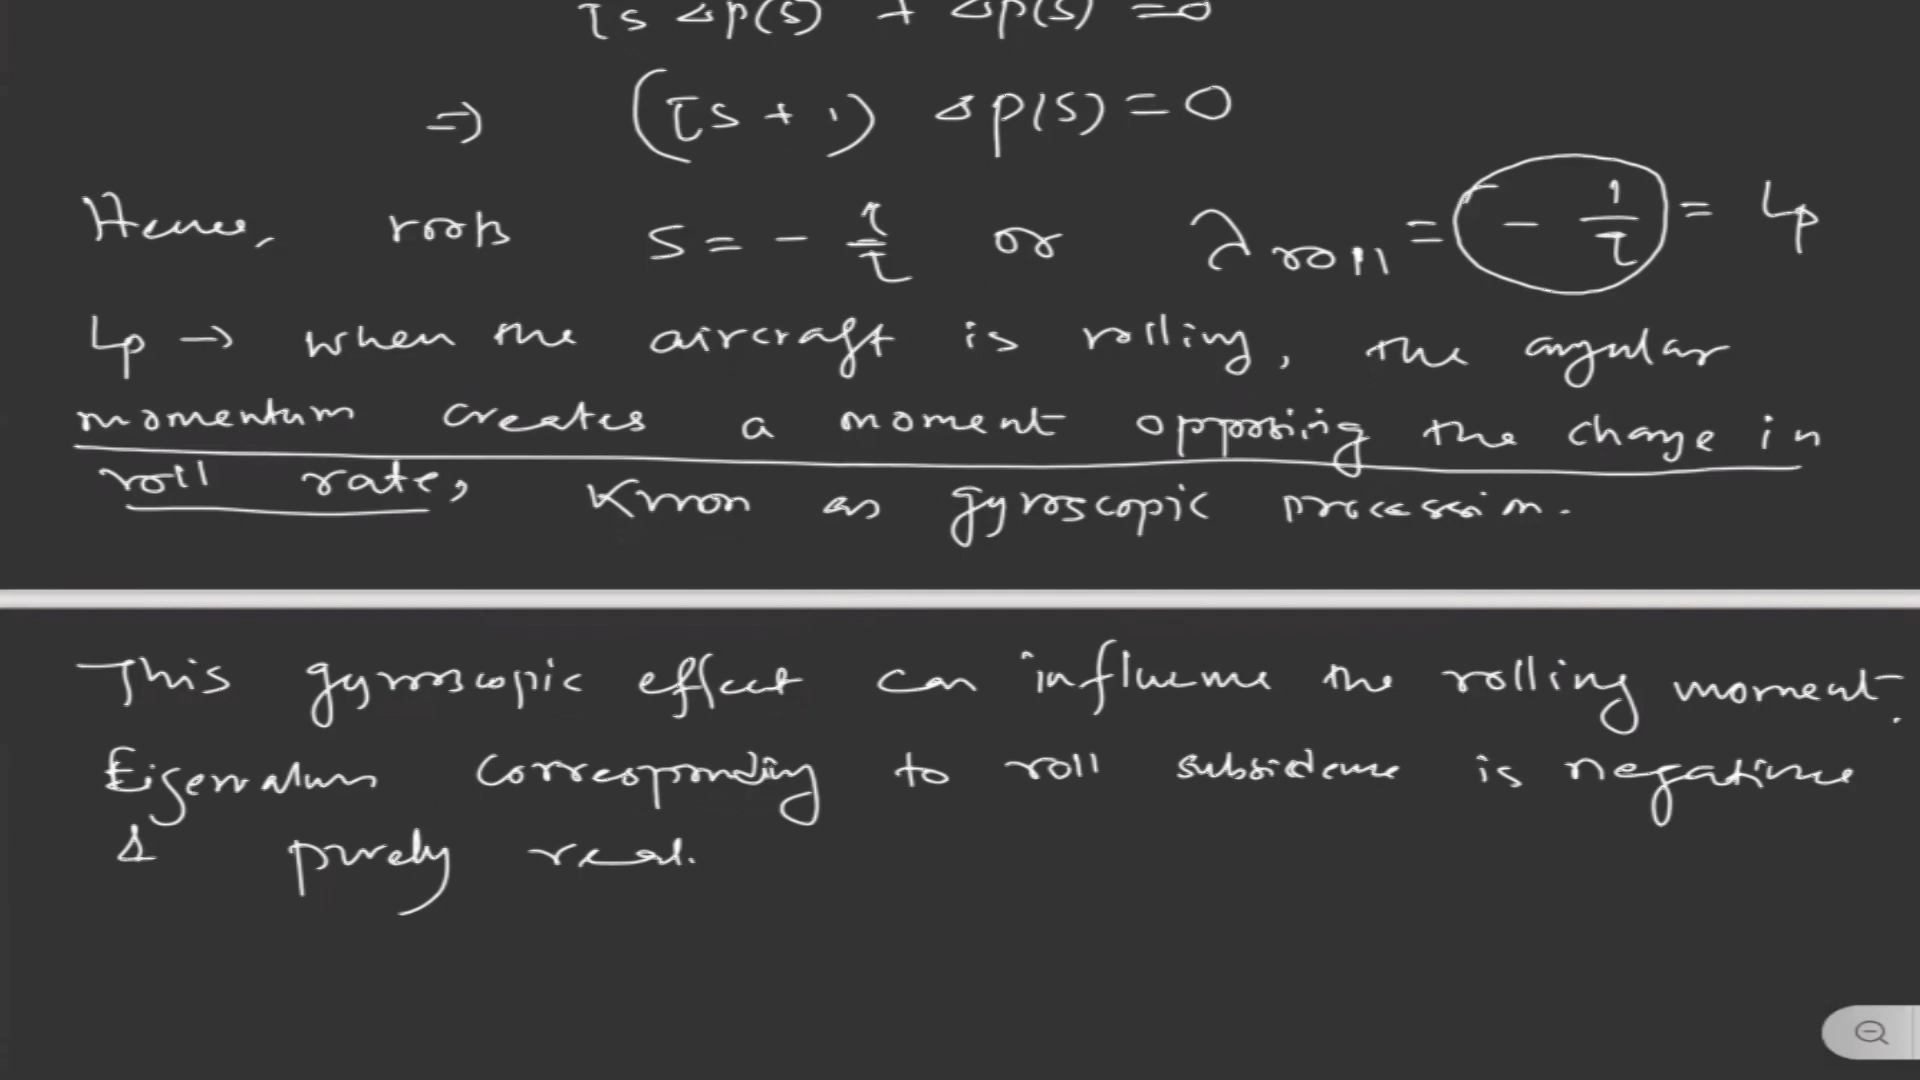 τs Δp(s) + Δp(s) = 0
⇒ (τs + 1) Δp(s) = 0
Hence, roots s = - 1/τ or λroll = - 1/τ = Lp
Lp → when the aircraft is rolling, the angular
momentum creates a moment opposing the change in
roll rate, Known as gyroscopic precession.
This gyroscopic effect can influence the rolling moment.
Eigenvalues corresponding to roll subsidence is negative
& purely real.